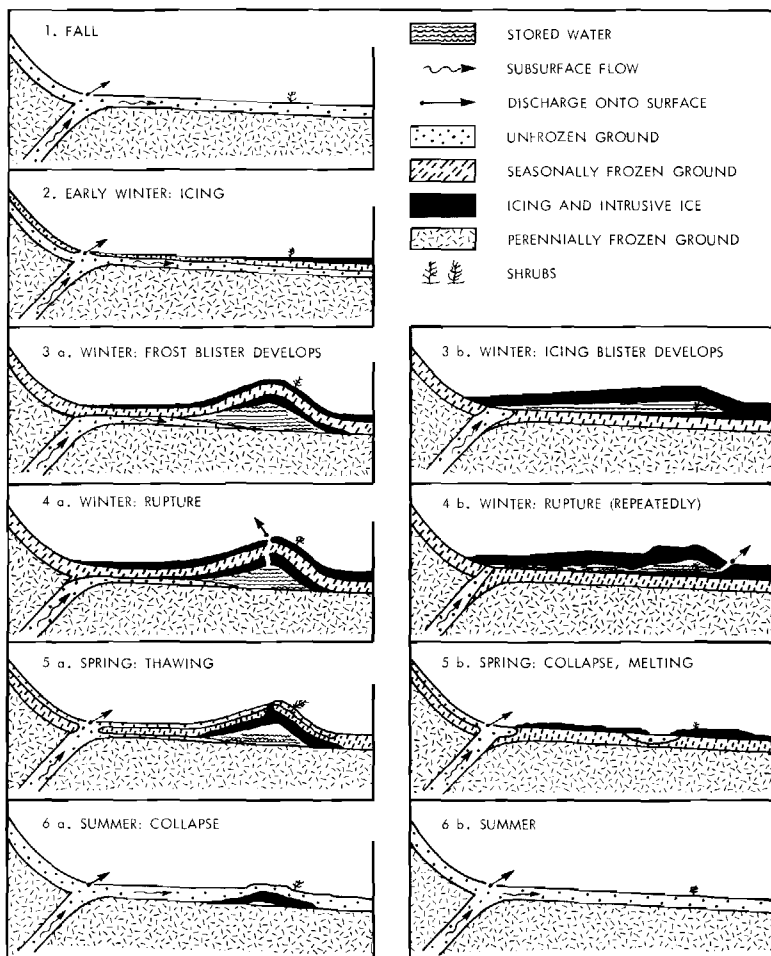 1. FALL
STORED WATER
SUBSURFACE FLOW
DISCHARGE ONTO SURFACE
UNFROZEN GROUND
SEASONALLY FROZEN GROUND
ICING AND INTRUSIVE ICE
PERENNIALLY FROZEN GROUND
SHRUBS
2. EARLY WINTER: ICING
3 a. WINTER: FROST BLISTER DEVELOPS
3 b. WINTER: ICING BLISTER DEVELOPS
4 a. WINTER: RUPTURE
4 b. WINTER: RUPTURE (REPEATEDLY)
5 a. SPRING: THAWING
5 b. SPRING: COLLAPSE, MELTING
6 a. SUMMER: COLLAPSE
6 b. SUMMER